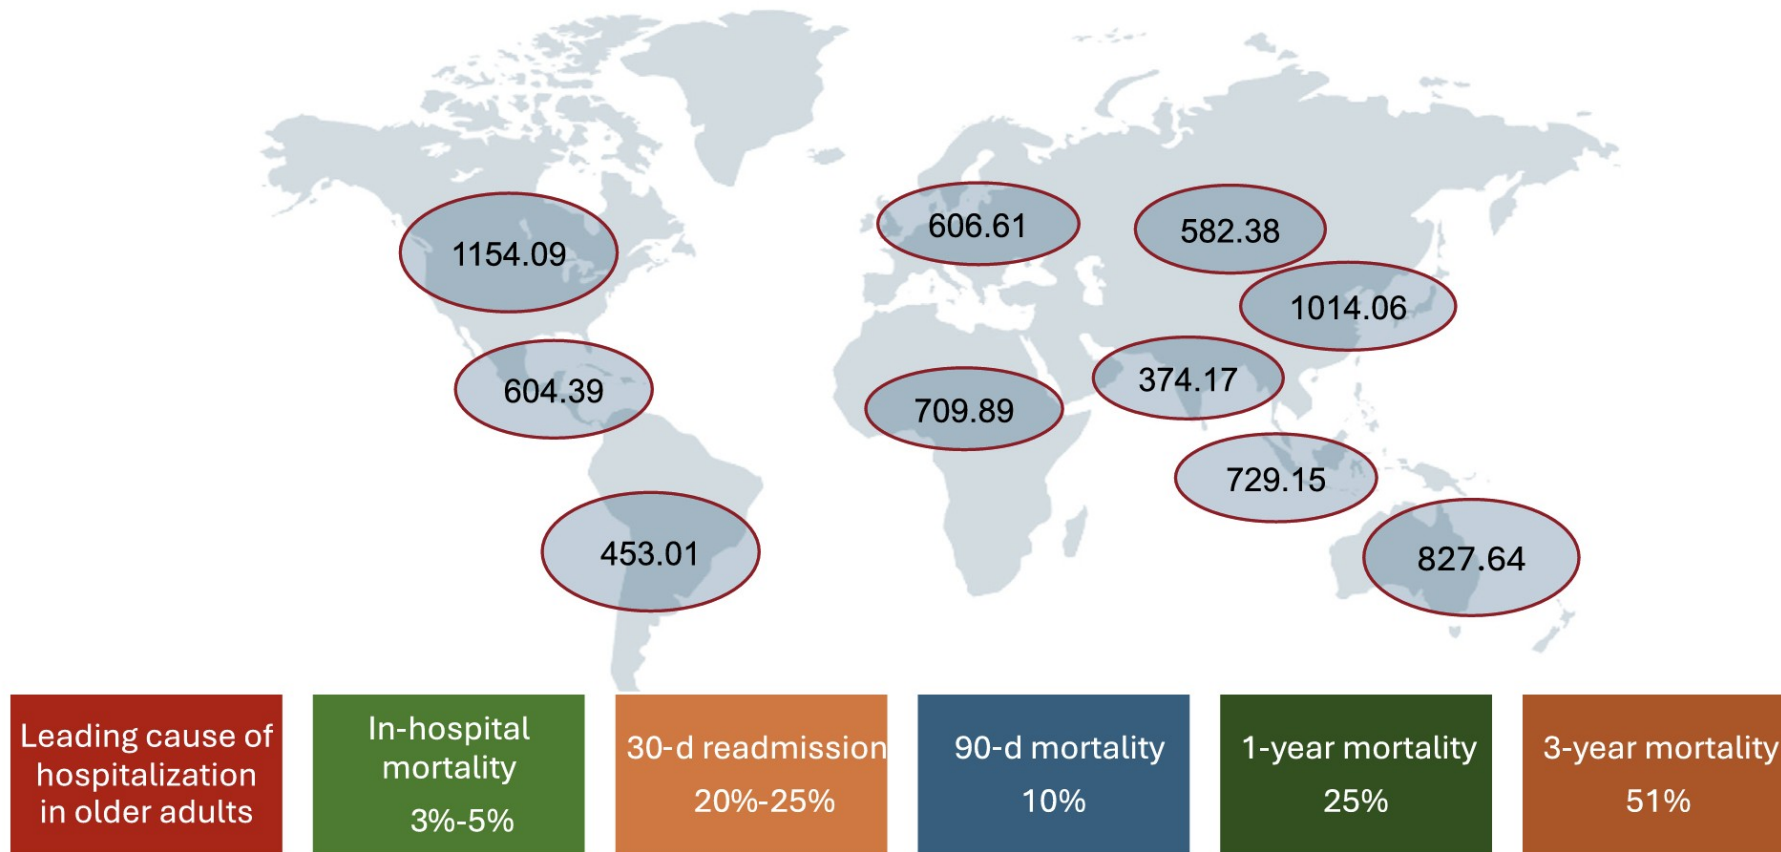 606.61
582.38
1154.09
1014.06
374.17
604.39
709.89
729.15
453.01
827.64
Leading cause of
hospitalization
in older adults
In-hospital
mortality
3%-5%
30-d readmission
20%-25%
90-d mortality
10%
1-year mortality
25%
3-year mortality
51%